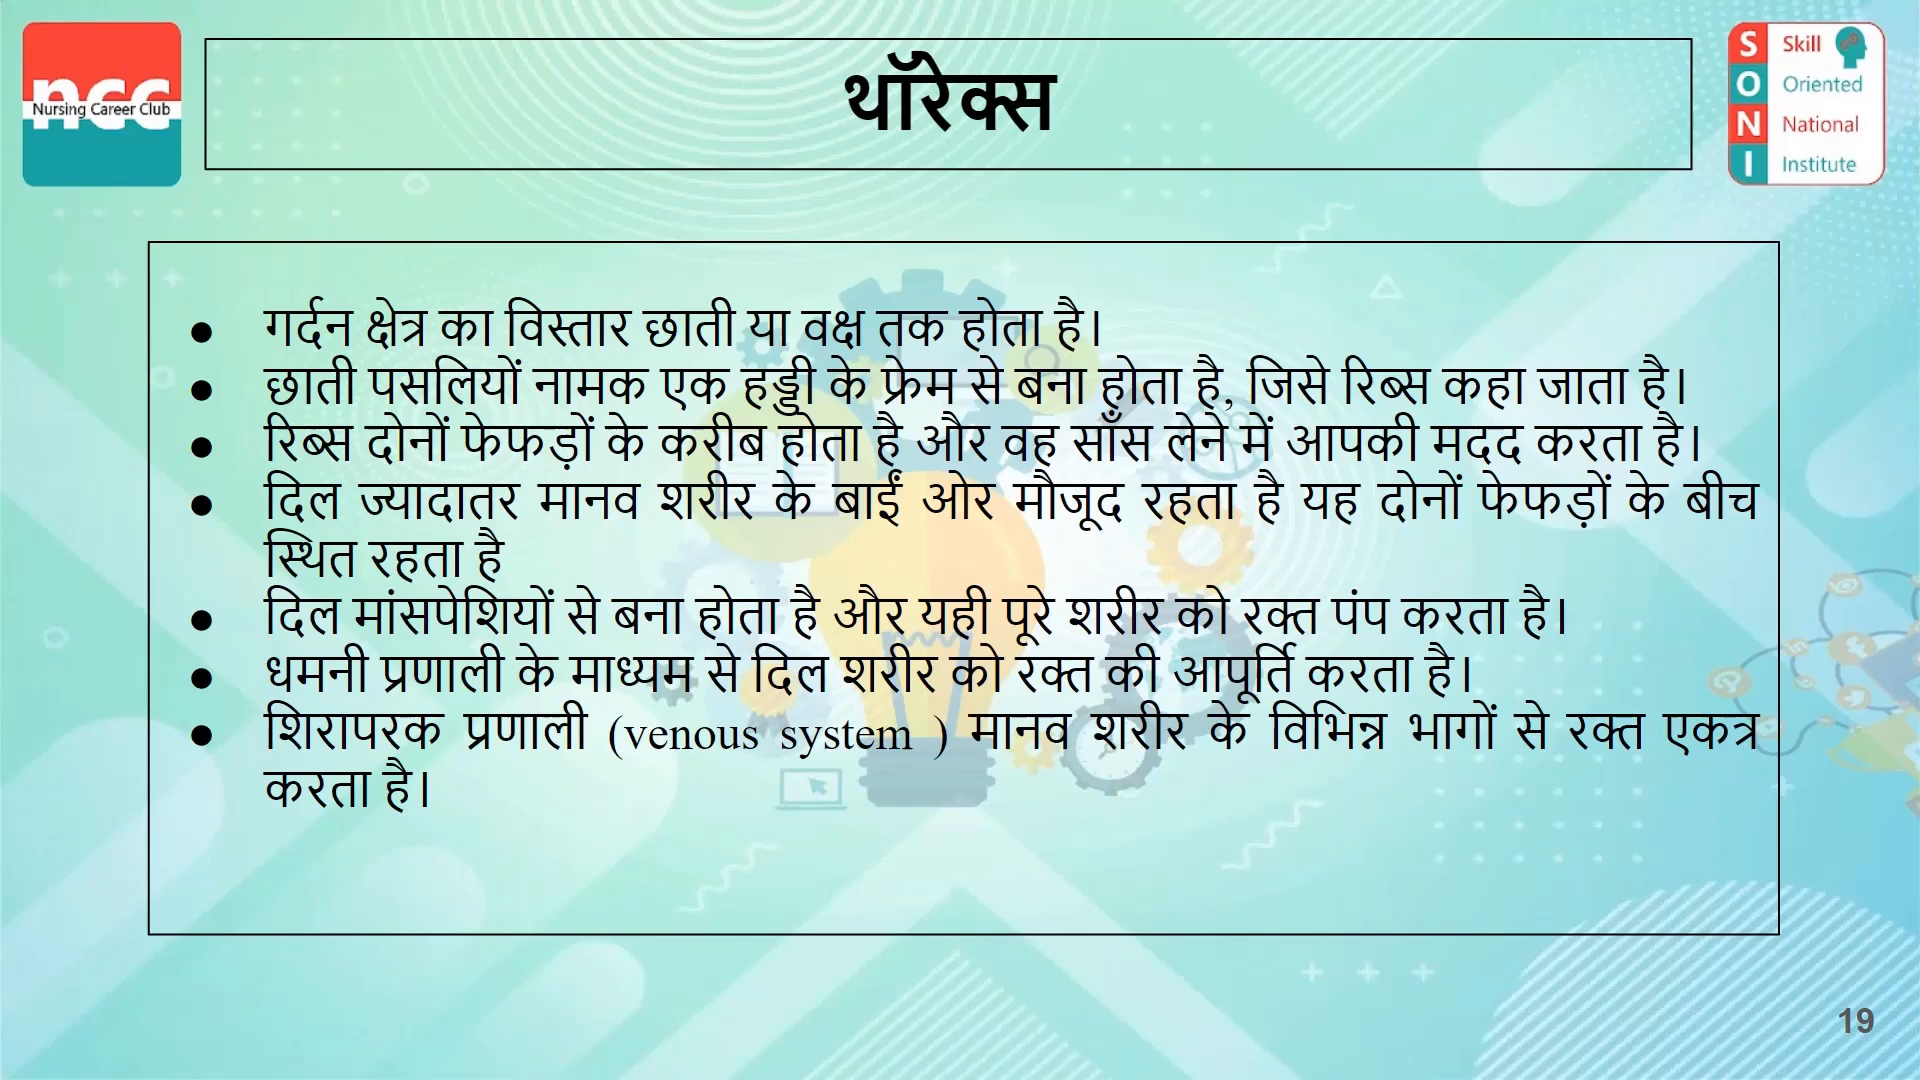 ncc
Nursing Career Club
थॉरेक्स
S Skill
O Oriented
N National
I Institute
● गर्दन क्षेत्र का विस्तार छाती या वक्ष तक होता है।
● छाती पसलियों नामक एक हड्डी के फ्रेम से बना होता है, जिसे रिब्स कहा जाता है।
● रिब्स दोनों फेफड़ों के करीब होता है और वह साँस लेने में आपकी मदद करता है।
● दिल ज्यादातर मानव शरीर के बाईं ओर मौजूद रहता है यह दोनों फेफड़ों के बीच
स्थित रहता है
● दिल मांसपेशियों से बना होता है और यही पूरे शरीर को रक्त पंप करता है।
● धमनी प्रणाली के माध्यम से दिल शरीर को रक्त की आपूर्ति करता है।
● शिरापरक प्रणाली (venous system ) मानव शरीर के विभिन्न भागों से रक्त एकत्र
करता है।
19